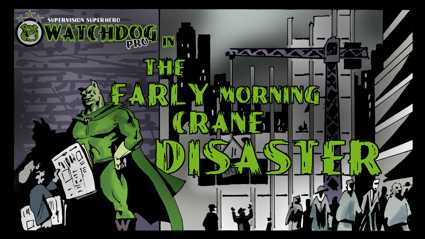 SUPERVISION SUPERHERO
WATCHDOG
PRO
IN
THE
EARLY MORNING
CRANE
DISASTER